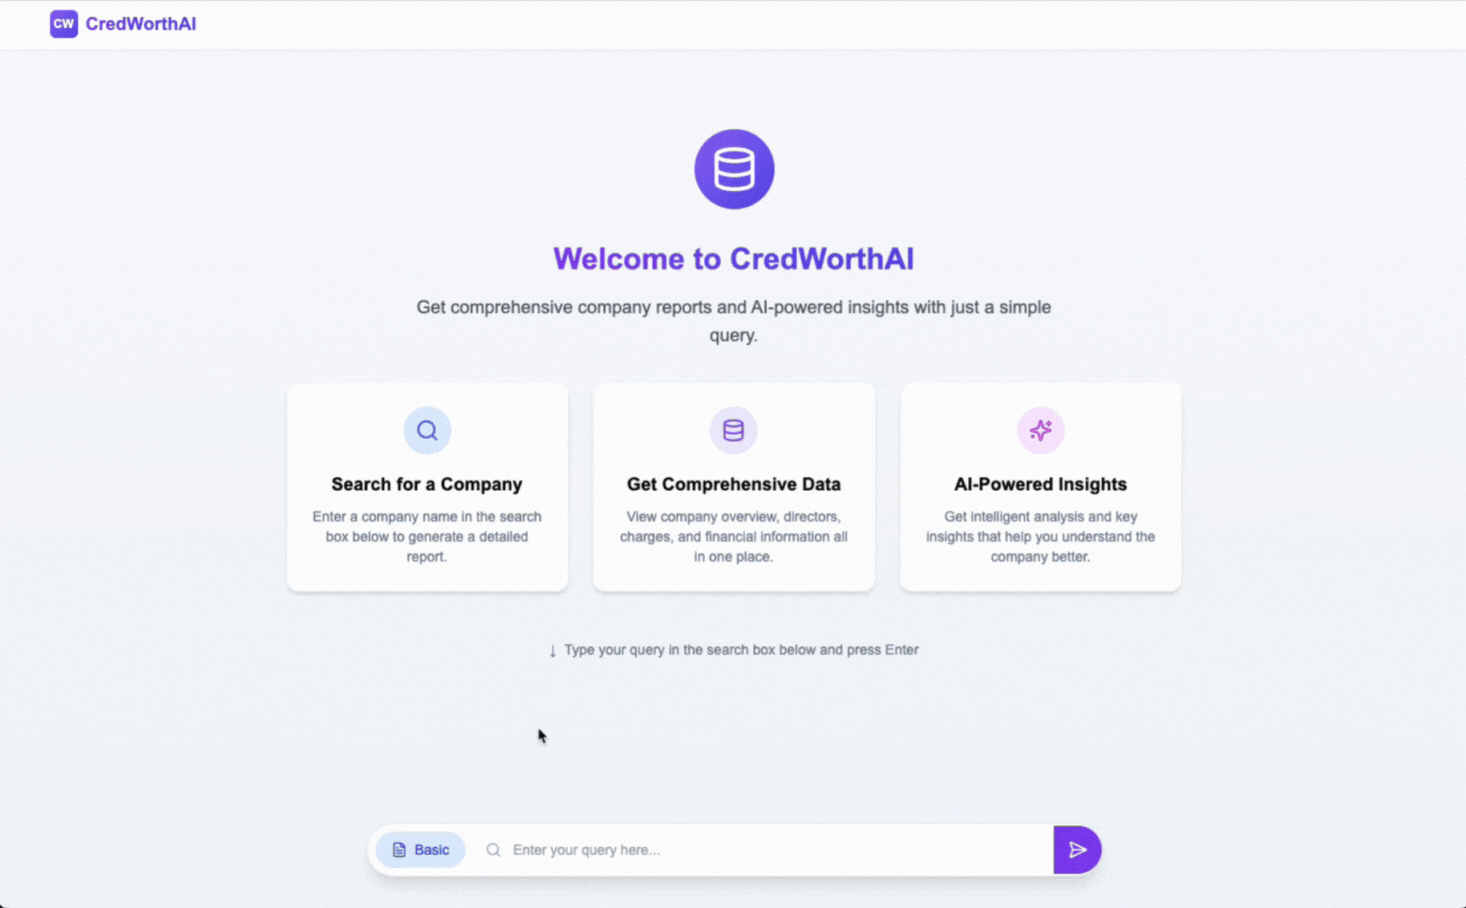 CW CredWorthAI
Welcome to CredWorthAI
Get comprehensive company reports and AI-powered insights with just a simple
query.
Search for a Company
Enter a company name in the search
box below to generate a detailed
report.
Get Comprehensive Data
View company overview, directors,
charges, and financial information all
in one place.
AI-Powered Insights
Get intelligent analysis and key
insights that help you understand the
company better.
↓ Type your query in the search box below and press Enter
Basic
Enter your query here...